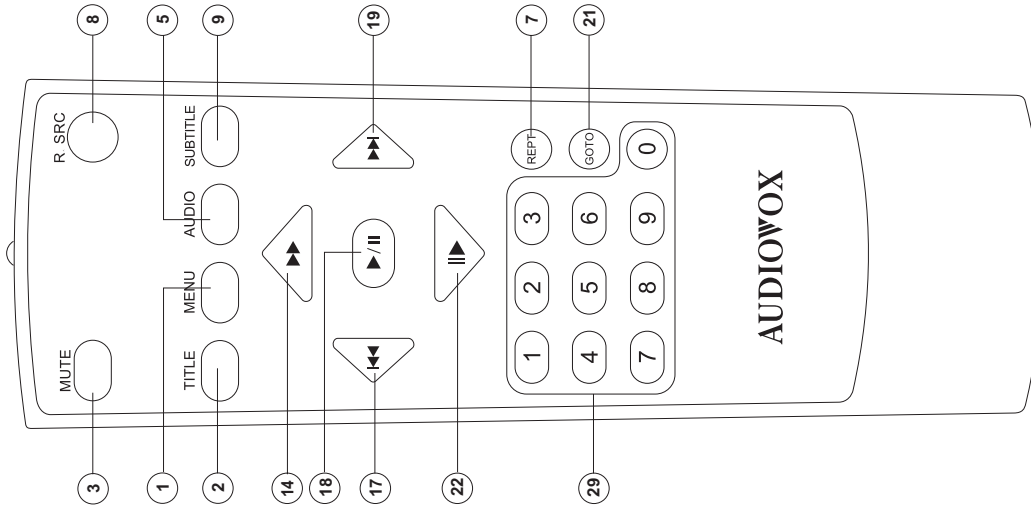 MUTE R. SRC
3 8
1 5
TITLE MENU AUDIO SUBTITLE
2 9
14
18
17 19
22
1 2 3 REPT 7
4 5 6 GOTO 21
29
7 8 9 0
AUDIOVOX